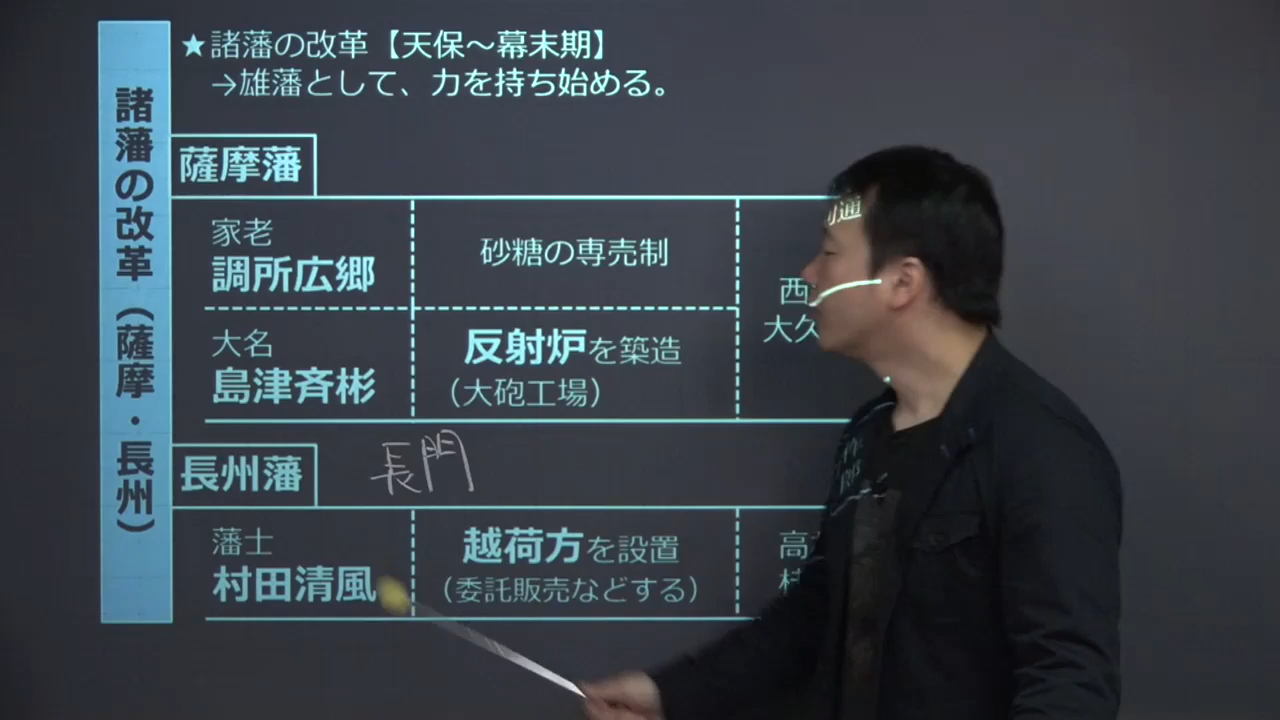 諸藩の改革（薩摩・長州）
★諸藩の改革【天保～幕末期】
→雄藩として、力を持ち始める。
薩摩藩
家老
調所広郷
砂糖の専売制
大名
島津斉彬
反射炉を築造
（大砲工場）
通
西
大久
長州藩
長門
藩士
村田清風
越荷方を設置
（委託販売などする）
高